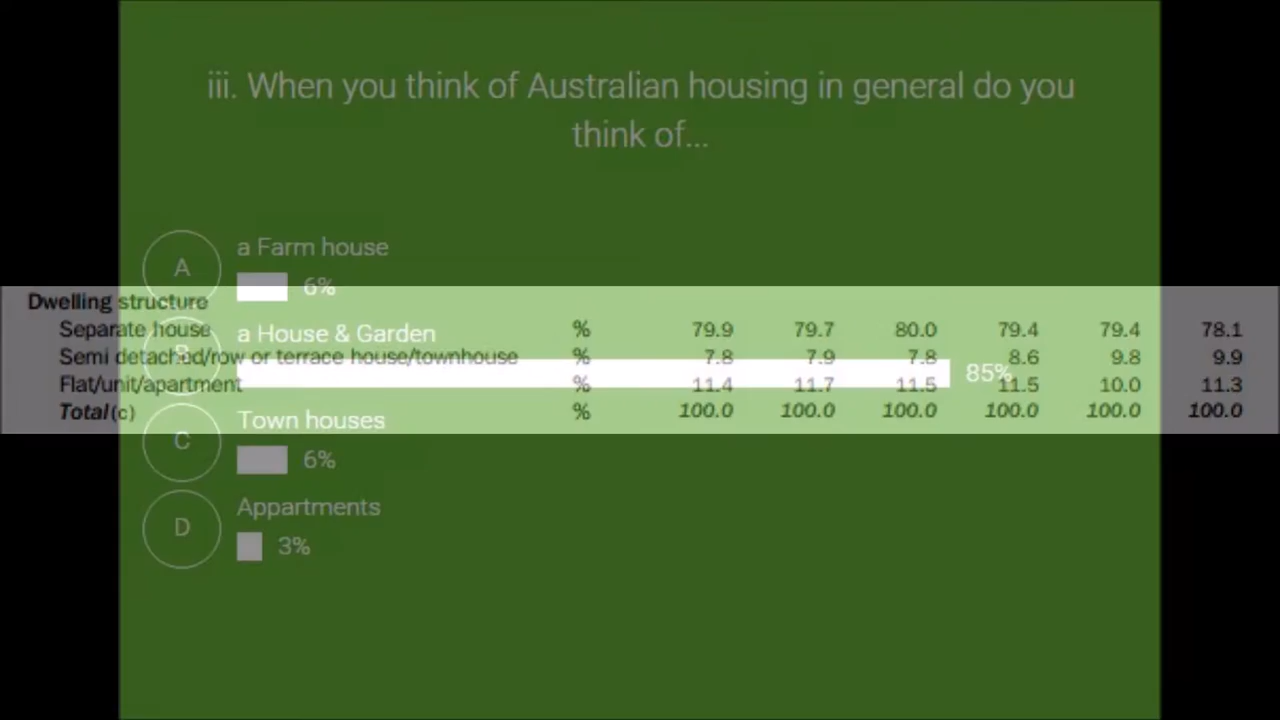 iii. When you think of Australian housing in general do you
think of...
A
a Farm house
6%
Dwelling structure
Separate house % 79.9 79.7 80.0 79.4 79.4 78.1
B
a House & Garden
Semi detached/row or terrace house/townhouse % 7.8 7.9 7.8 8.6 9.8 9.9
85%
Flat/unit/apartment % 11.4 11.7 11.5 11.5 10.0 11.3
Total(c) % 100.0 100.0 100.0 100.0 100.0 100.0
C
Town houses
6%
D
Appartments
3%